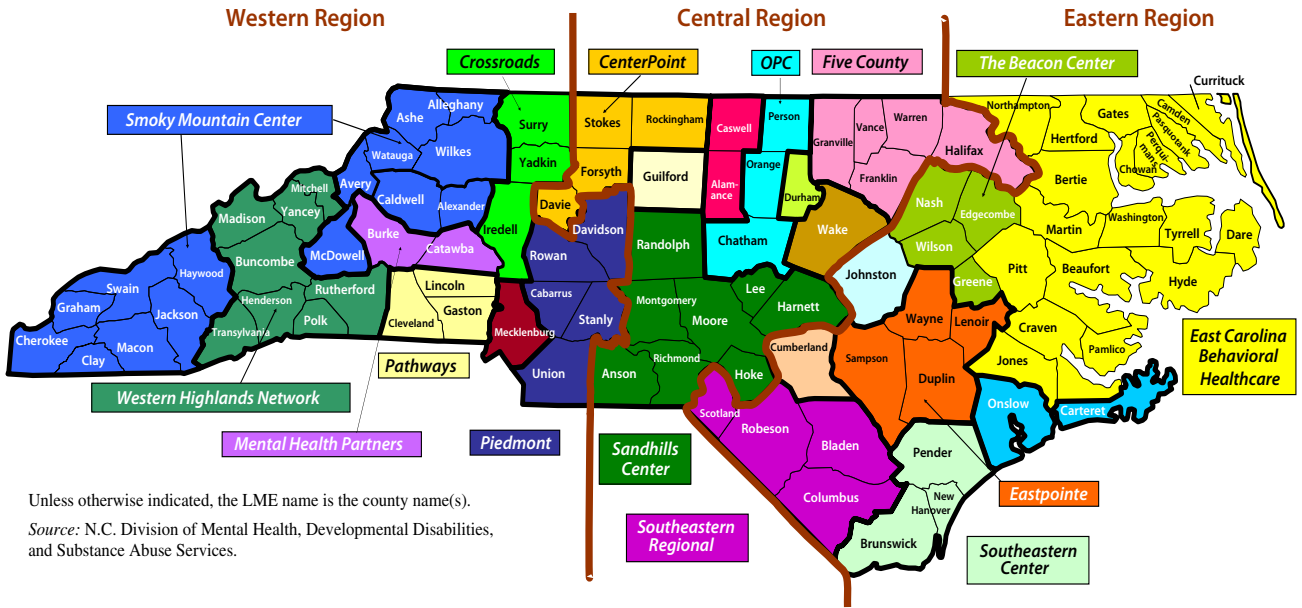 Western Region
Central Region
Eastern Region
Crossroads
CenterPoint
OPC
Five County
The Beacon Center
Currituck
Smoky Mountain Center
Alleghany
Ashe
Surry
Stokes
Rockingham
Caswell
Person
Granville
Vance
Warren
Northampton
Gates
Camden
Pasquotank
Perqui-
mans
Hertford
Halifax
Watauga
Wilkes
Yadkin
Forsyth
Guilford
Alam-
ance
Orange
Durham
Franklin
Chowan
Bertie
Mitchell
Avery
Caldwell
Alexander
Davie
Nash
Edgecombe
Madison
Yancey
Burke
Catawba
Iredell
Davidson
Randolph
Chatham
Wake
Wilson
Martin
Washington
Tyrrell
Dare
Buncombe
McDowell
Rowan
Johnston
Pitt
Beaufort
Hyde
Haywood
Swain
Rutherford
Lincoln
Cabarrus
Montgomery
Lee
Harnett
Greene
Graham
Jackson
Henderson
Polk
Gaston
Cleveland
Mecklenburg
Stanly
Moore
Wayne
Lenoir
Craven
Pamlico
Cherokee
Clay
Macon
Transylvania
Union
Anson
Richmond
Hoke
Cumberland
Sampson
Duplin
Jones
Onslow
Carteret
East Carolina
Behavioral
Healthcare
Pathways
Western Highlands Network
Scotland
Robeson
Bladen
Mental Health Partners
Piedmont
Sandhills
Center
Pender
Columbus
New
Hanover
Eastpointe
Southeastern
Regional
Brunswick
Southeastern
Center
Unless otherwise indicated, the LME name is the county name(s).
Source: N.C. Division of Mental Health, Developmental Disabilities,
and Substance Abuse Services.